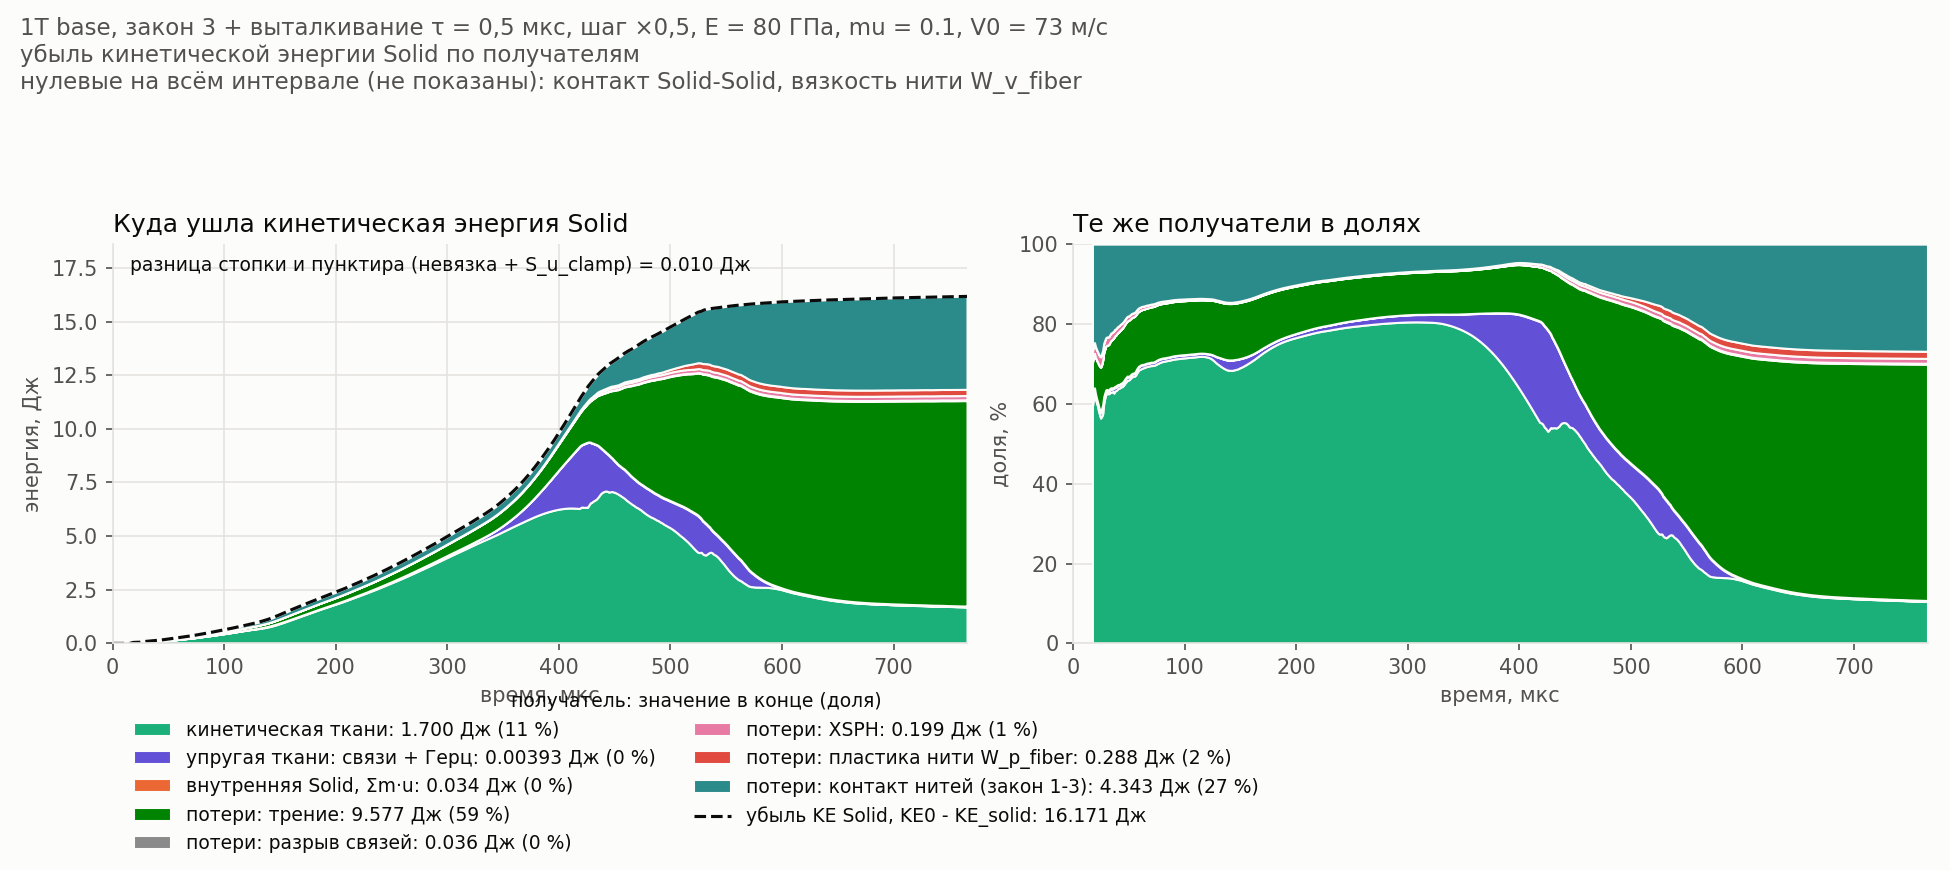 1T base, закон 3 + выталкивание τ = 0,5 мкс, шаг ×0,5, E = 80 ГПа, mu = 0.1, V0 = 73 м/с
убыль кинетической энергии Solid по получателям
нулевые на всём интервале (не показаны): контакт Solid-Solid, вязкость нити W_v_fiber
Куда ушла кинетическая энергия Solid
разница стопки и пунктира (невязка + S_u_clamp) = 0.010 Дж
энергия, Дж
17.5
15.0
12.5
10.0
7.5
5.0
2.5
0.0
0 100 200 300 400 500 600 700
время, мкс
Те же получатели в долях
доля, %
100
80
60
40
20
0
0 100 200 300 400 500 600 700
время, мкс
получатель: значение в конце (доля)
кинетическая ткани: 1.700 Дж (11 %)
упругая ткани: связи + Герц: 0.00393 Дж (0 %)
внутренняя Solid, Σm·u: 0.034 Дж (0 %)
потери: трение: 9.577 Дж (59 %)
потери: разрыв связей: 0.036 Дж (0 %)
потери: XSPH: 0.199 Дж (1 %)
потери: пластика нити W_p_fiber: 0.288 Дж (2 %)
потери: контакт нитей (закон 1-3): 4.343 Дж (27 %)
убыль KE Solid, KE0 - KE_solid: 16.171 Дж